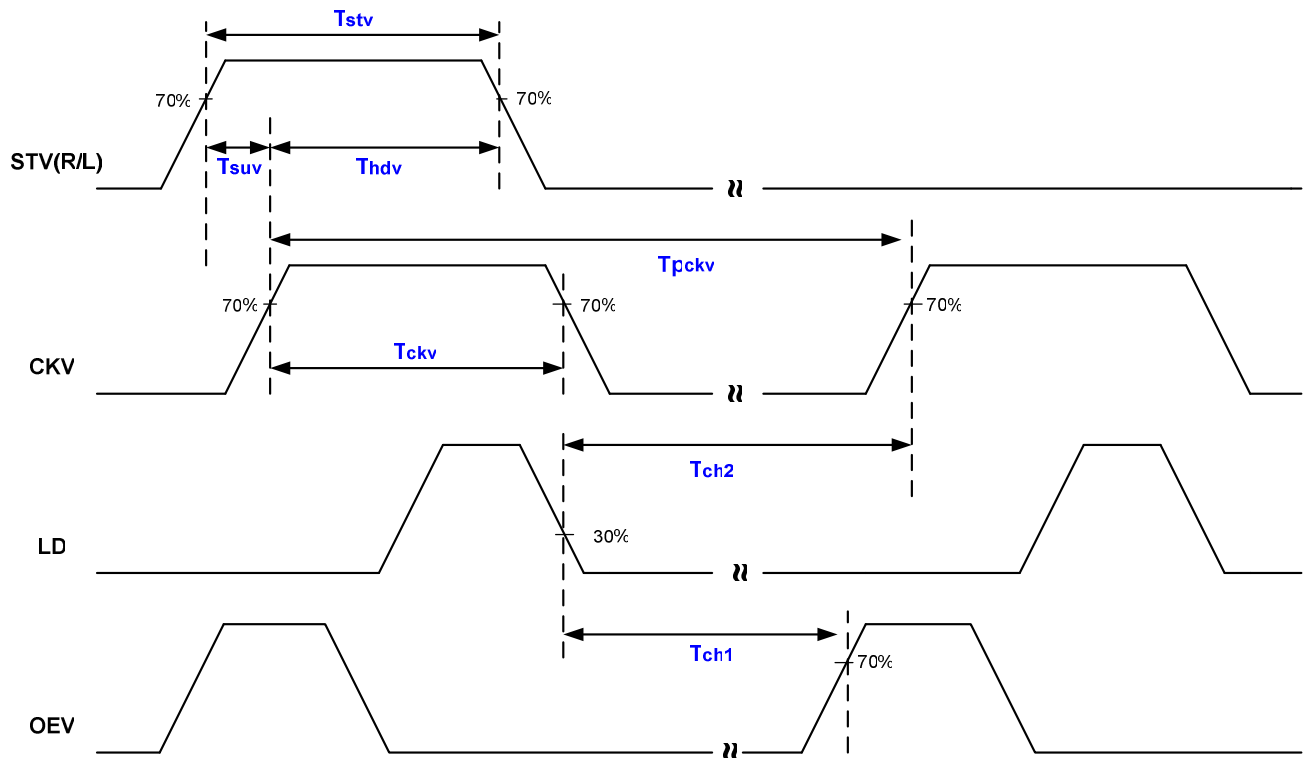 Tstv
70%
70%
STV(R/L)
Tsuv
Thdv
Tpckv
70%
70%
70%
Tckv
CKV
Tch2
LD
30%
Tch1
70%
OEV